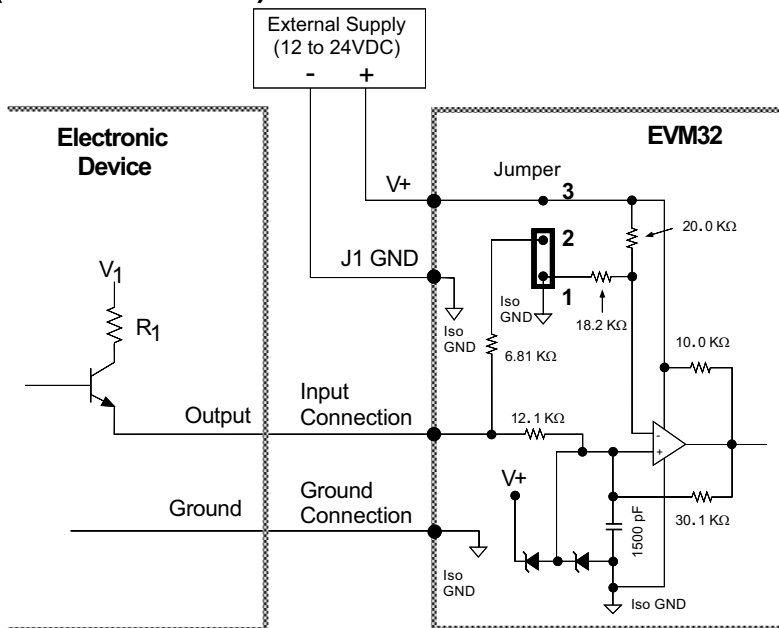 External Supply
(12 to 24VDC)
- +
Electronic
Device
EVM32
V+
Jumper
3
20.0 KΩ
2
V1
J1 GND
1
Iso
GND
Iso
GND
18.2 KΩ
R1
6.81 KΩ
10.0 KΩ
Output
Input
Connection
12.1 KΩ
-
+
V+
Ground
Ground
Connection
1500 pF
30.1 KΩ
Iso
GND
Iso GND